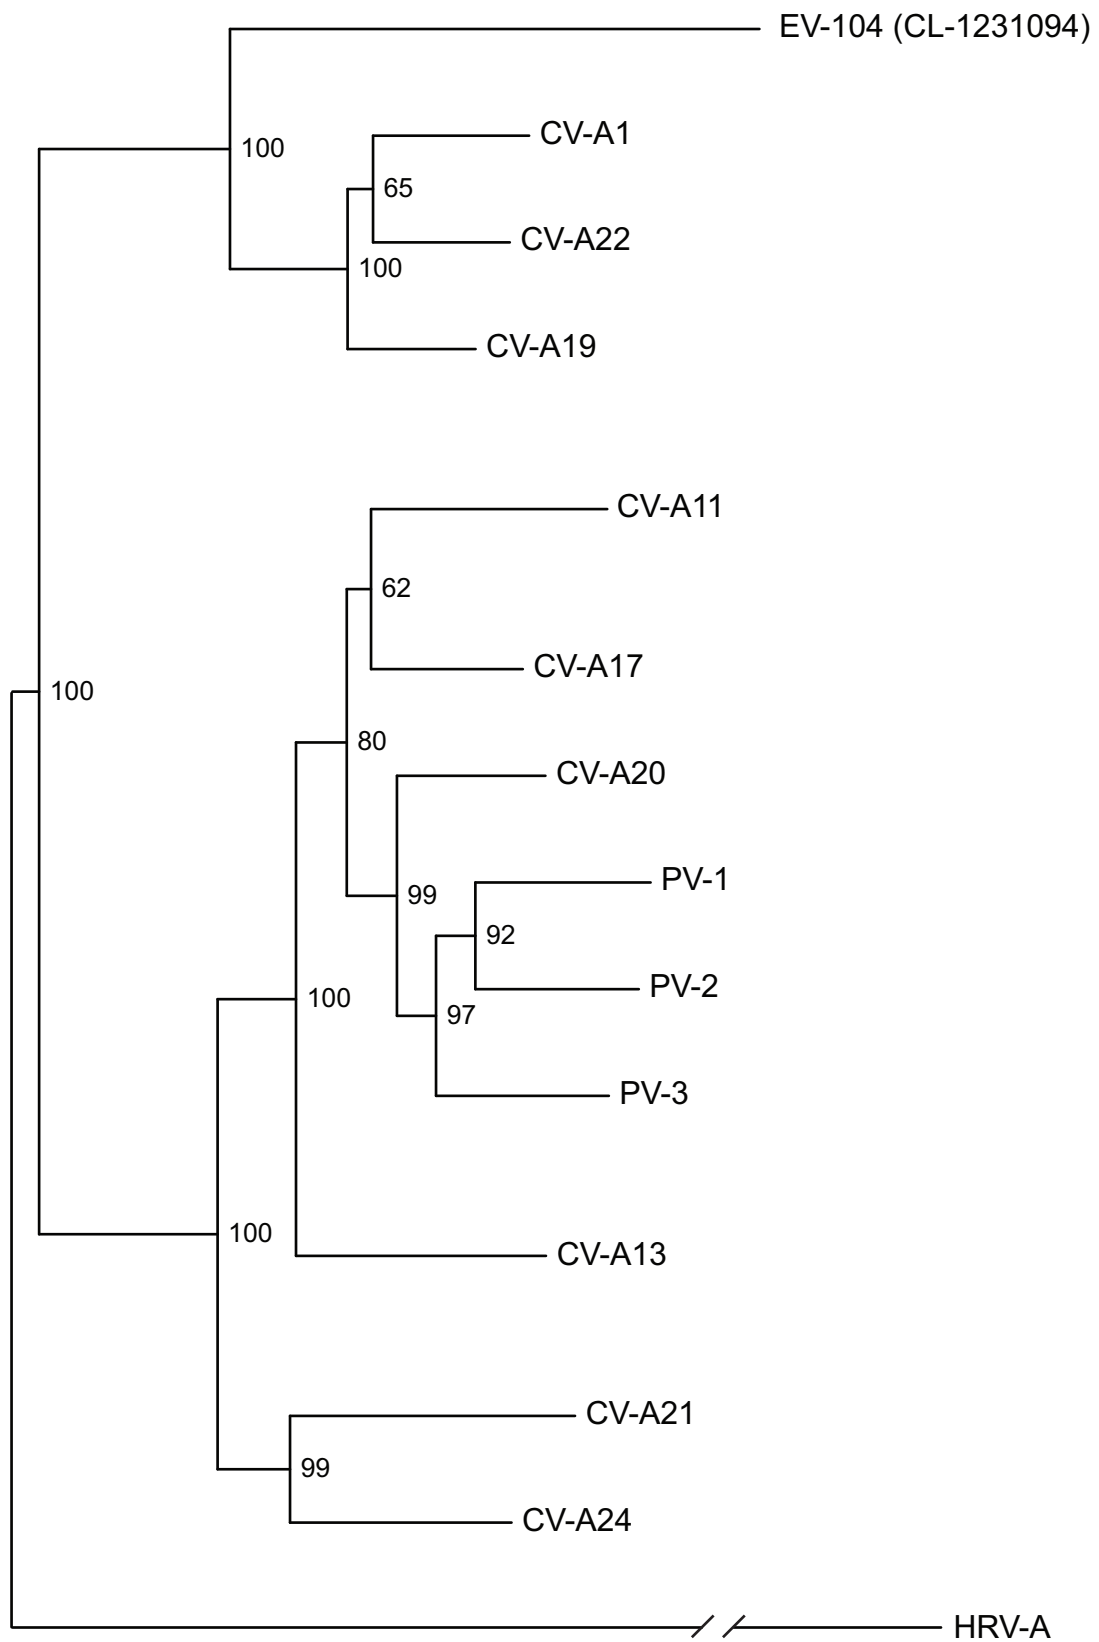 EV-104 (CL-1231094)
CV-A1
100
65
CV-A22
100
CV-A19
CV-A11
62
CV-A17
100
80
CV-A20
PV-1
99
92
PV-2
100
97
PV-3
100
CV-A13
CV-A21
99
CV-A24
HRV-A